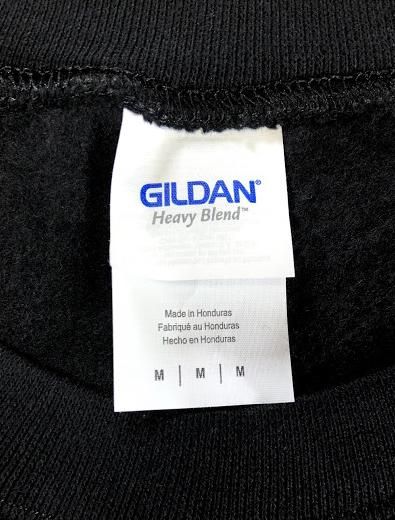 GILDAN®
Heavy Blend™
Made in Honduras
Fabriqué au Honduras
Hecho en Honduras
M | M | M